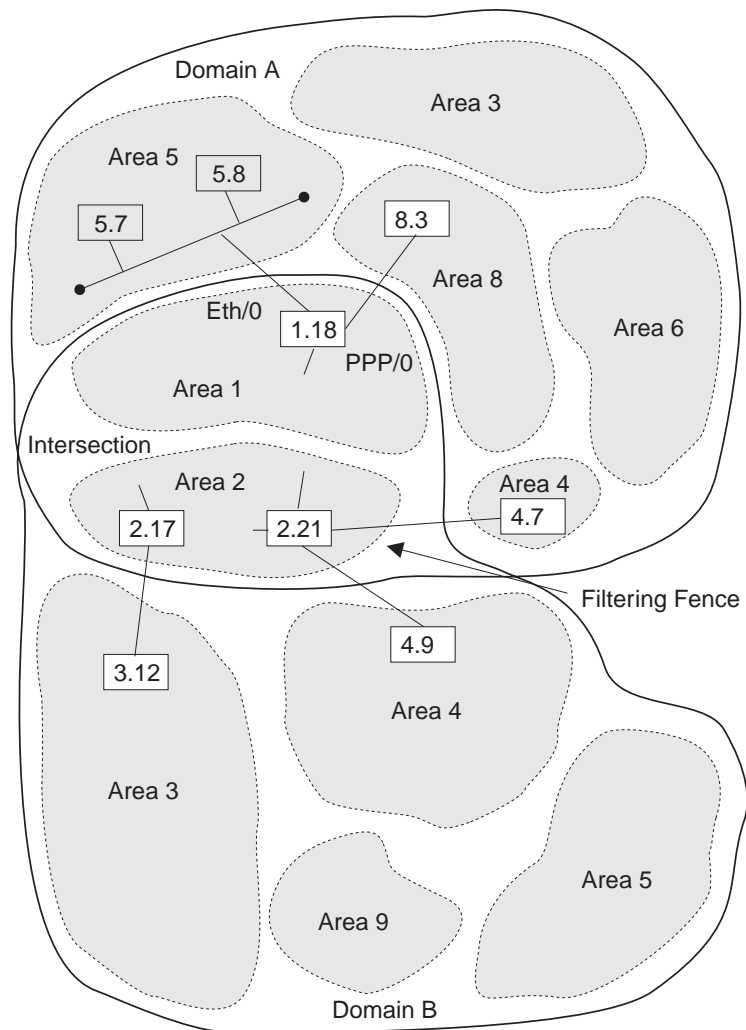 Domain A
Area 3
Area 5
5.8
5.7
8.3
Area 8
Eth/0
1.18
Area 6
PPP/0
Area 1
Intersection
Area 2
Area 4
2.17
2.21
4.7
Filtering Fence
4.9
3.12
Area 4
Area 3
Area 5
Area 9
Domain B